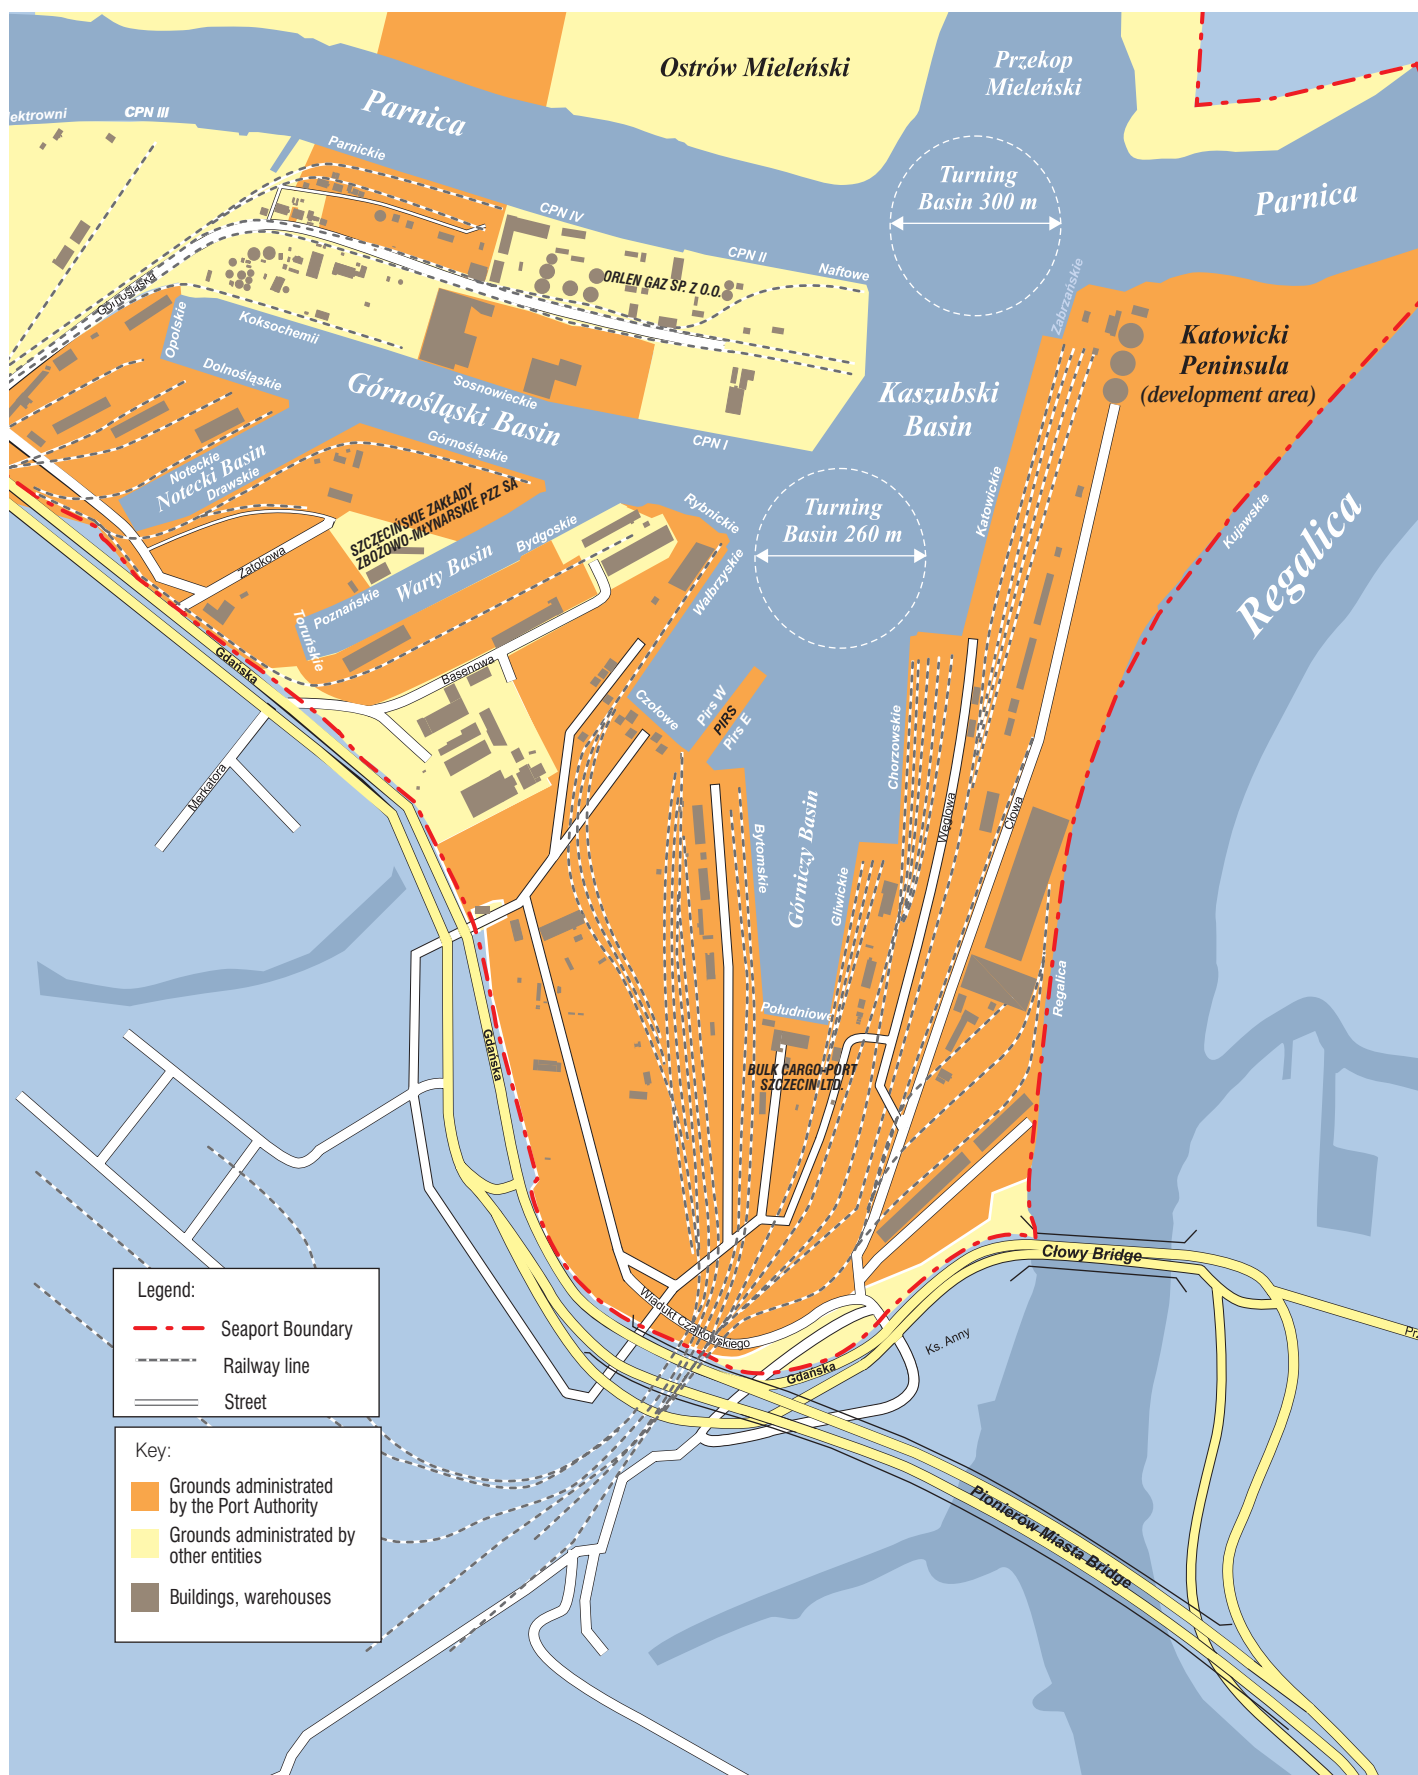 Ostrów Mieleński
Przekop
Mieleński
Parnica
ektrowni
CPN III
Parnickie
Turning
Basin 300 m
Parnica
CPN IV
CPN II
Naftowe
ORLEN GAZ SP. Z O.O.
Zabrzańskie
Górnośląska
Opolskie
Koksochemii
Katowicki
Peninsula
(development area)
Dolnośląskie
Sosnowieckie
Górnośląski Basin
Kaszubski
Basin
CPN I
Górnośląskie
Noteckie
Notecki Basin
Drawskie
SZCZECIŃSKIE ZAKŁADY
ZBOŻOWO-MŁYNARSKIE PZZ SA
Rybnickie
Turning
Basin 260 m
Katowickie
Kujawskie
Regalica
Bydgoskie
Warty Basin
Zatokowa
Poznańskie
Toruńskie
Wałbrzyskie
Gdańska
Basenowa
Czołowe
Pirs W
PIRS
Pirs E
Chorzowskie
Merkatora
Węglowa
Cłowa
Bytomskie
Górniczy Basin
Gliwickie
Regalica
Południowe
Gdańska
BULK CARGO-PORT
SZCZECIN LTD.
Cłowy Bridge
Wiadukt Czałkowskiego
Ks. Anny
Gdańska
Prz
Pionierów Miasta Bridge
Legend:
Seaport Boundary
Railway line
Street
Key:
Grounds administrated
by the Port Authority
Grounds administrated by
other entities
Buildings, warehouses